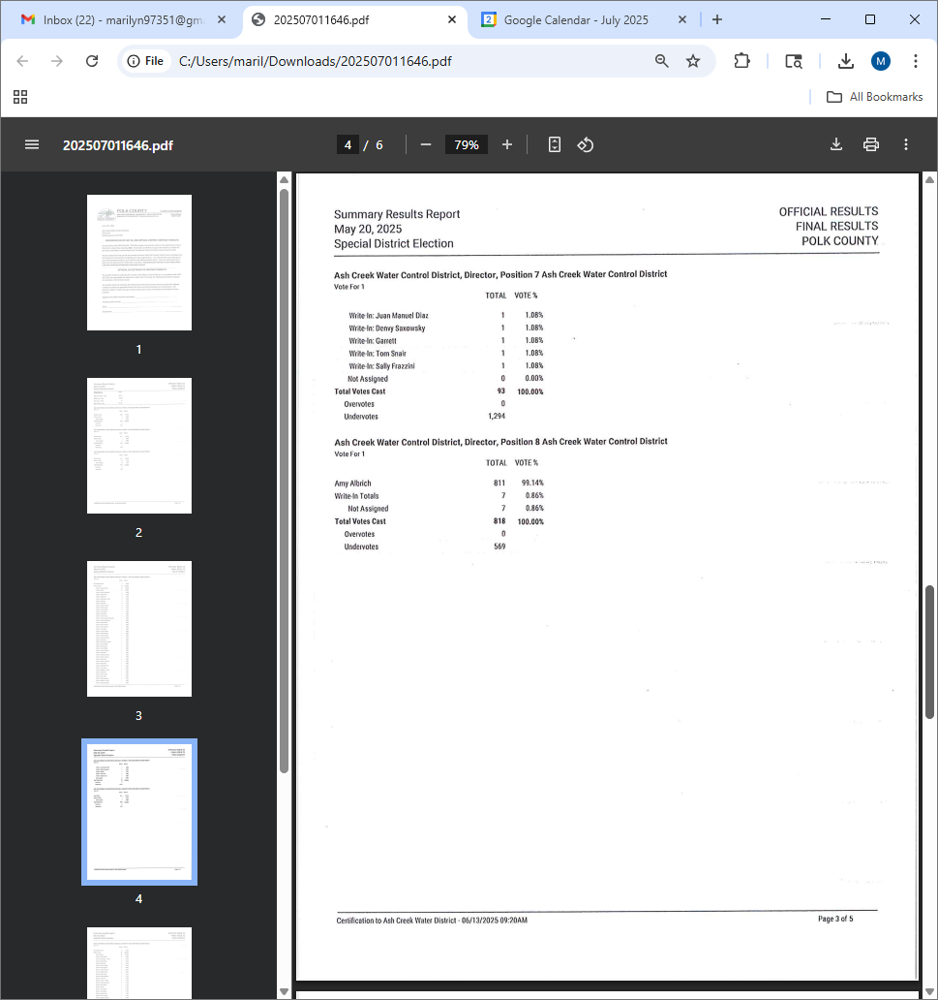 Inbox (22) - marilyn97351@gm
202507011646.pdf
2 Google Calendar - July 2025
File C:/Users/maril/Downloads/202507011646.pdf
M
All Bookmarks
202507011646.pdf
4 / 6
79%
POLK COUNTY
1
2
3
4
Summary Results Report
May 20, 2025
Special District Election
OFFICIAL RESULTS
FINAL RESULTS
POLK COUNTY
Ash Creek Water Control District, Director, Position 7 Ash Creek Water Control District
Vote For 1
TOTAL VOTE %
Write-In: Juan Manuel Diaz 1 1.08%
Write-In: Denvy Saxowsky 1 1.08%
Write-In: Garrett 1 1.08%
Write-In: Tom Snair 1 1.08%
Write-In: Sally Frazzini 1 1.08%
Not Assigned 0 0.00%
Total Votes Cast 93 100.00%
Overvotes 0
Undervotes 1,294
Ash Creek Water Control District, Director, Position 8 Ash Creek Water Control District
Vote For 1
TOTAL VOTE %
Amy Albrich 811 99.14%
Write-In Totals 7 0.86%
Not Assigned 7 0.86%
Total Votes Cast 818 100.00%
Overvotes 0
Undervotes 569
Certification to Ash Creek Water District - 06/13/2025 09:20AM
Page 3 of 5